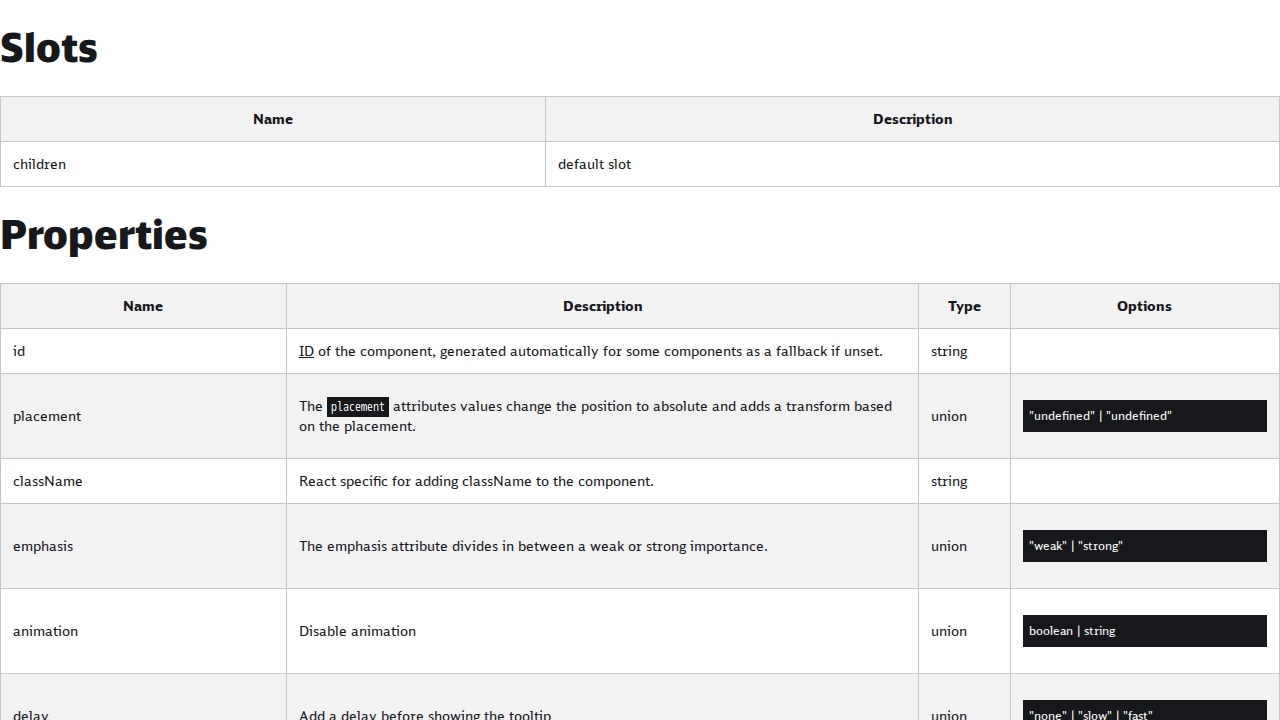 Slots
Name Description
children default slot
Properties
Name Description Type Options
id ID of the component, generated automatically for some components as a fallback if unset. string
placement The placement attributes values change the position to absolute and adds a transform based on the placement. union "undefined" | "undefined"
className React specific for adding className to the component. string
emphasis The emphasis attribute divides in between a weak or strong importance. union "weak" | "strong"
animation Disable animation union boolean | string
delay Add a delay before showing the tooltip union "none" | "slow" | "fast"